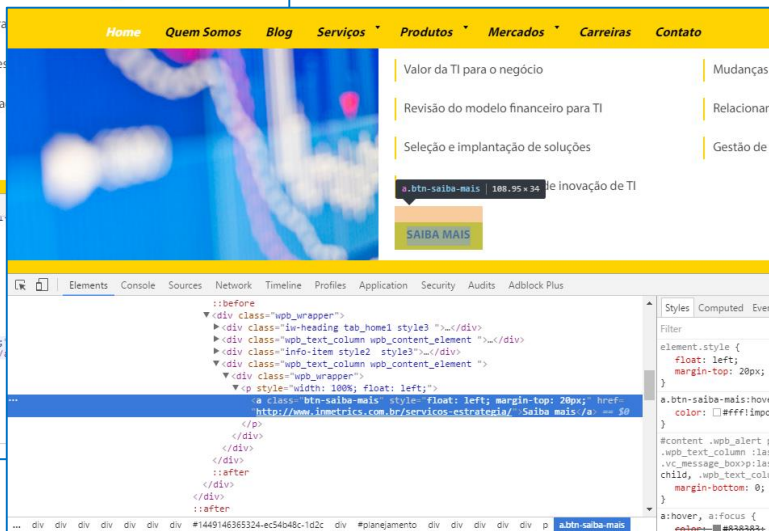 Home Quem Somos Blog Serviços Produtos Mercados Carreiras Contato
Valor da TI para o negócio
Mudanças
Revisão do modelo financeiro para TI
Relacionar
Seleção e implantação de soluções
Gestão de
a.btn-saiba-mais | 108.95 × 34
de inovação de TI
SAIBA MAIS
Elements Console Sources Network Timeline Profiles Application Security Audits Adblock Plus
::before
▼<div class="wpb_wrapper">
▶<div class="iw-heading tab_home1 style3 ">…</div>
▶<div class="wpb_text_column wpb_content_element ">…</div>
▶<div class="info-item style2  style3">…</div>
▼<div class="wpb_text_column wpb_content_element ">
▼<div class="wpb_wrapper">
▼<p style="width: 100%; float: left;">
<a class="btn-saiba-mais" style="float: left; margin-top: 20px;" href=
"http://www.inmetrics.com.br/servicos-estrategia/">Saiba mais</a> == $0
</p>
</div>
</div>
</div>
::after
</div>
</div>
::after
... div div div div div div #1449146365324-ec54b48c-1d2c div #planejamento div div div div div p a.btn-saiba-mais
Styles Computed Even
Filter
element.style {
float: left;
margin-top: 20px;
}
a.btn-saiba-mais:hove
color: #fff!impo
}
#content .wpb_alert p
.wpb_text_column :las
.vc_message_box>p:las
child, .wpb_text_colu
margin-bottom: 0;
}
a:hover, a:focus {
color: #838383;